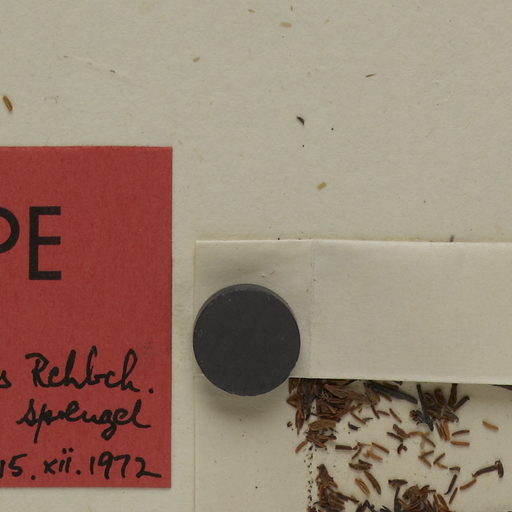 PE
s Rchbch.
Sprengel
15.xii.1972